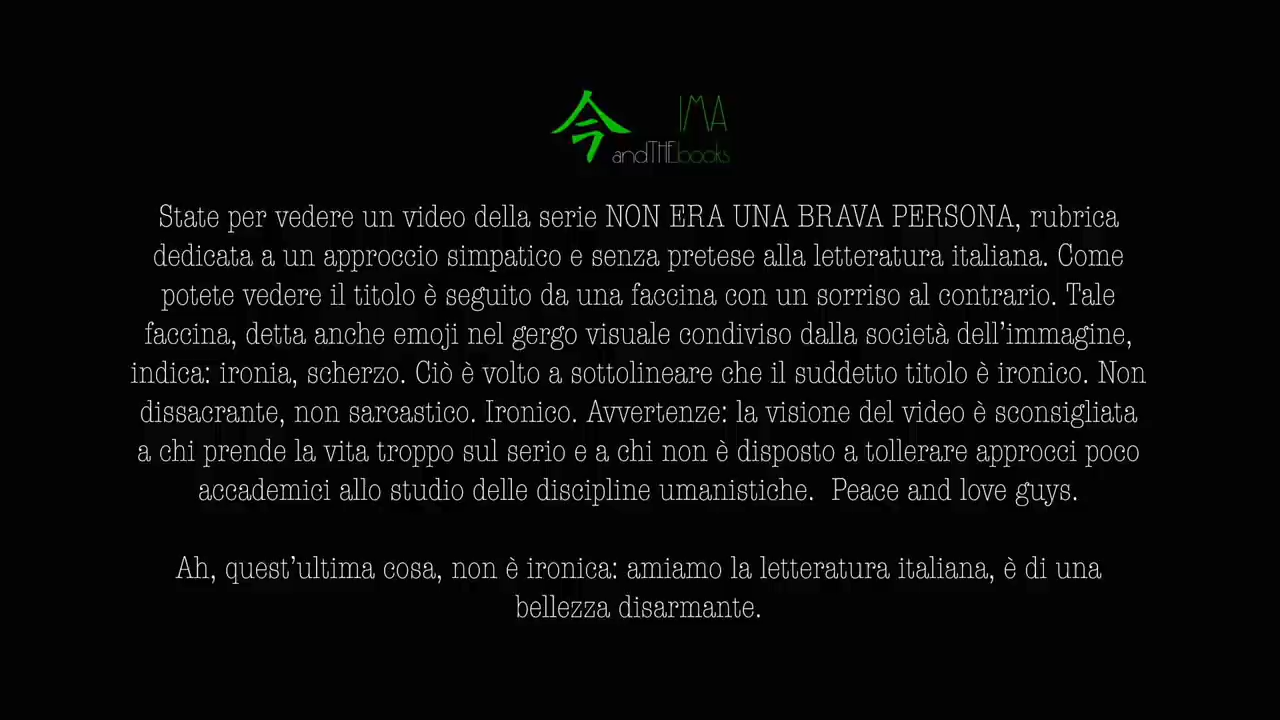 今 IMA
andTHEbooks
State per vedere un video della serie NON ERA UNA BRAVA PERSONA, rubrica
dedicata a un approccio simpatico e senza pretese alla letteratura italiana. Come
potete vedere il titolo è seguito da una faccina con un sorriso al contrario. Tale
faccina, detta anche emoji nel gergo visuale condiviso dalla società dell'immagine,
indica: ironia, scherzo. Ciò è volto a sottolineare che il suddetto titolo è ironico. Non
dissacrante, non sarcastico. Ironico. Avvertenze: la visione del video è sconsigliata
a chi prende la vita troppo sul serio e a chi non è disposto a tollerare approcci poco
accademici allo studio delle discipline umanistiche.  Peace and love guys.
Ah, quest'ultima cosa, non è ironica: amiamo la letteratura italiana, è di una
bellezza disarmante.